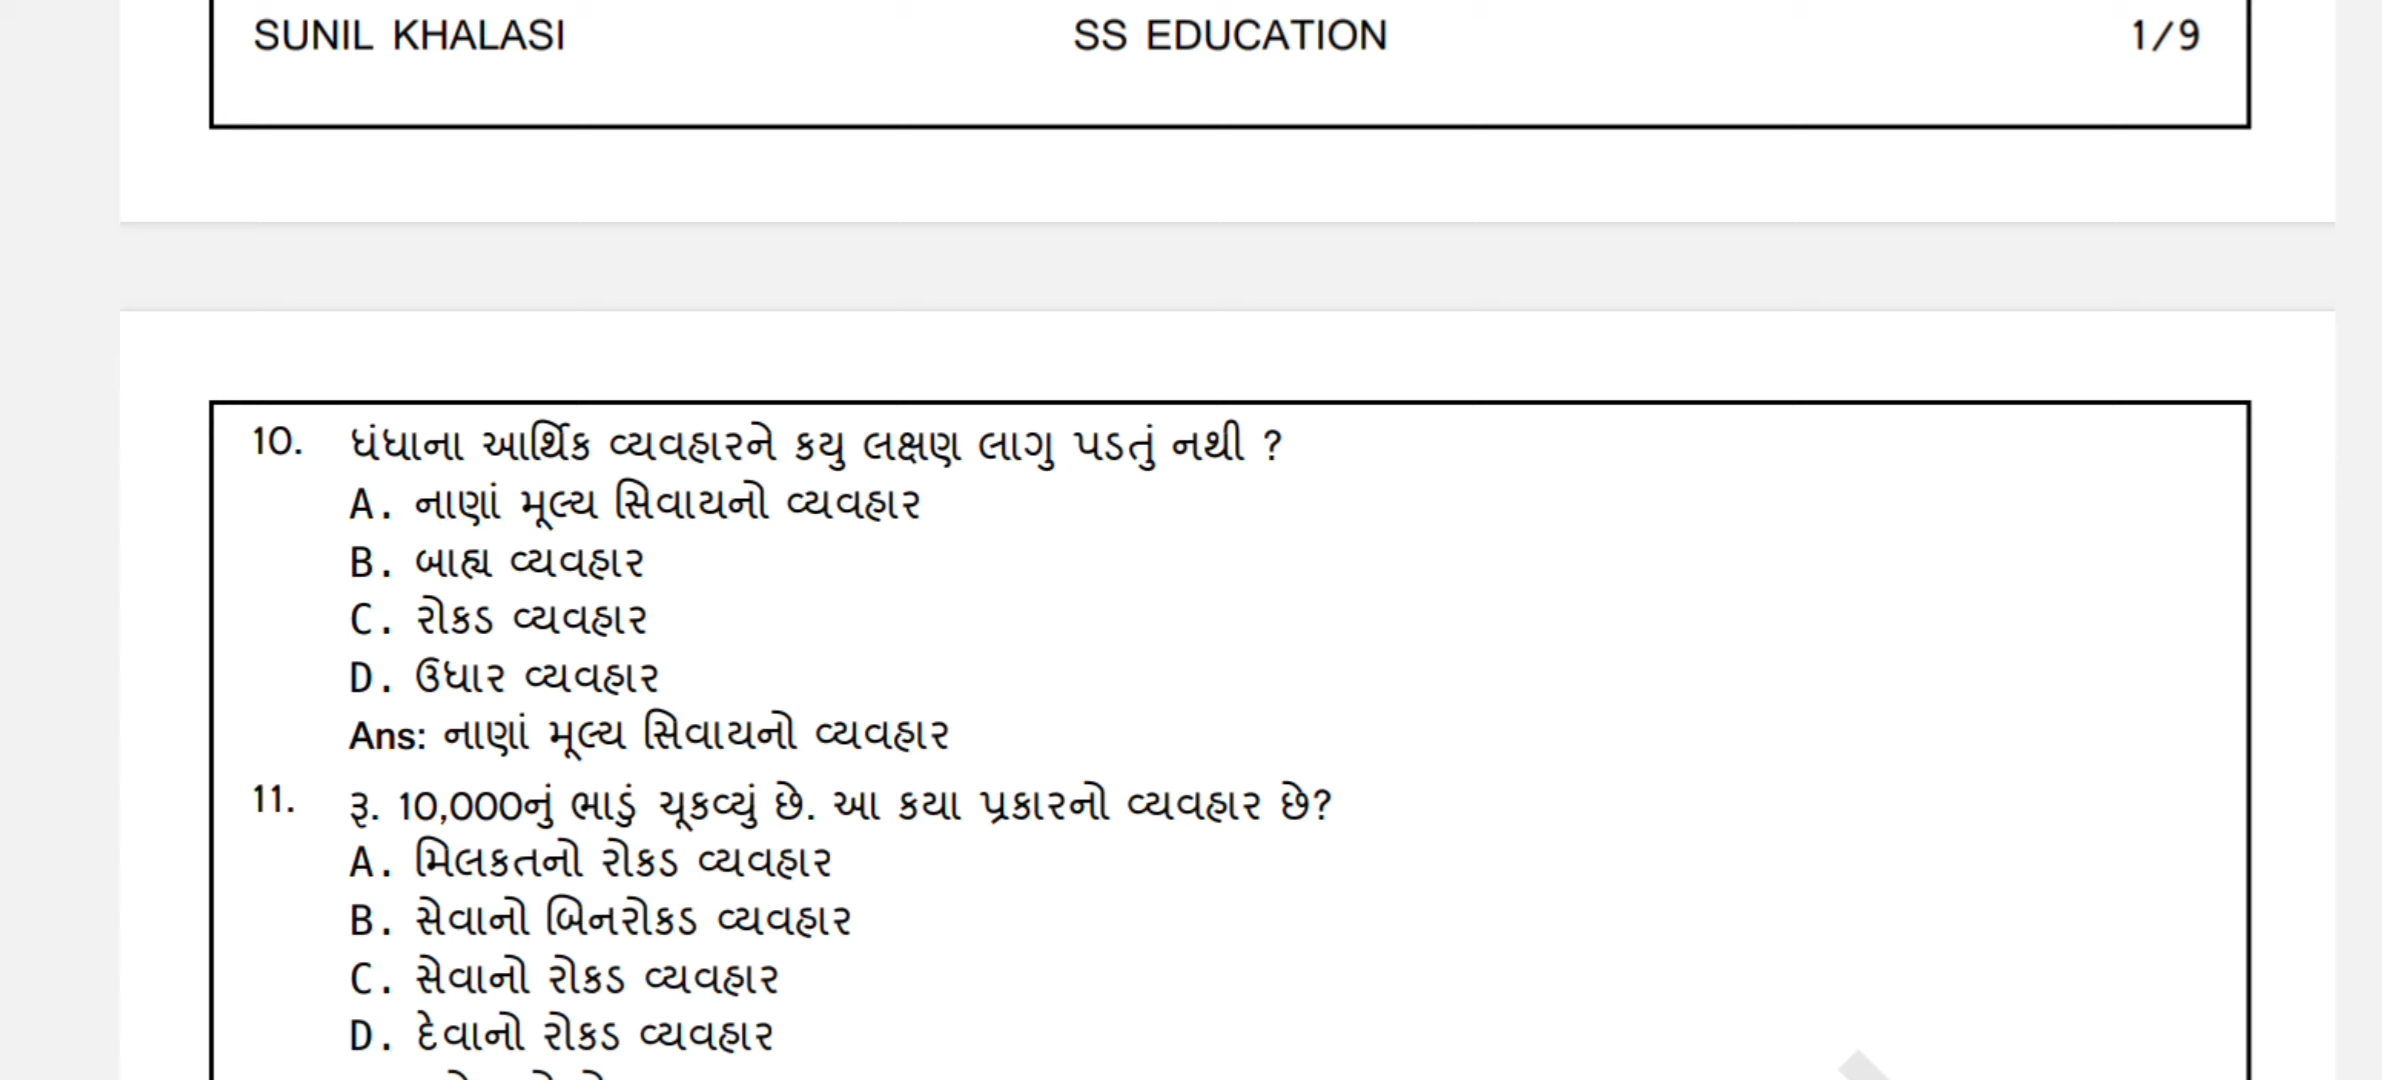 SUNIL KHALASI SS EDUCATION 1/9
10. ધંધાના આર્થિક વ્યવહારને કયુ લક્ષણ લાગુ પડતું નથી ?
A. નાણાં મૂલ્ય સિવાયનો વ્યવહાર
B. બાહ્ય વ્યવહાર
C. રોકડ વ્યવહાર
D. ઉધાર વ્યવહાર
Ans: નાણાં મૂલ્ય સિવાયનો વ્યવહાર
11. રૂ. 10,000નું ભાડું ચૂકવ્યું છે. આ કયા પ્રકારનો વ્યવહાર છે?
A. મિલકતનો રોકડ વ્યવહાર
B. સેવાનો બિનરોકડ વ્યવહાર
C. સેવાનો રોકડ વ્યવહાર
D. દેવાનો રોકડ વ્યવહાર